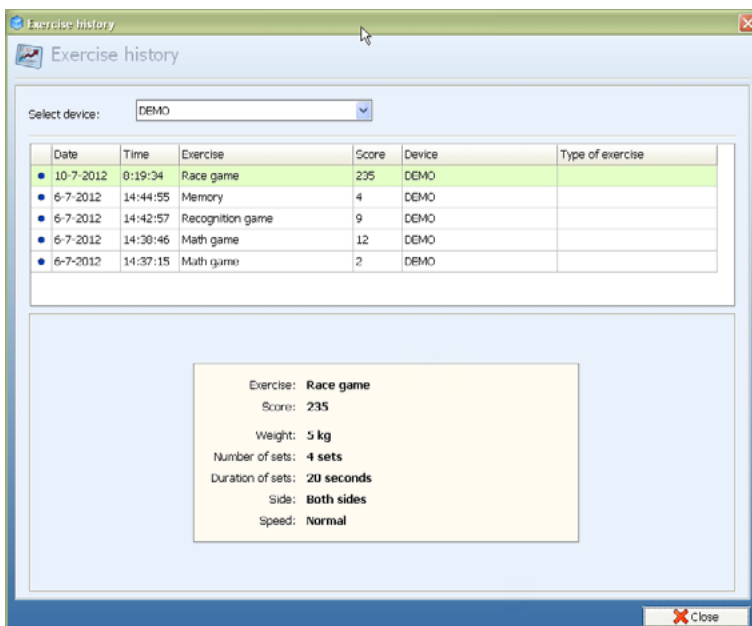 Exercise history
Exercise history
Select device: DEMO
Date Time Exercise Score Device Type of exercise
10-7-2012 8:19:34 Race game 235 DEMO
6-7-2012 14:44:55 Memory 4 DEMO
6-7-2012 14:42:57 Recognition game 9 DEMO
6-7-2012 14:38:46 Math game 12 DEMO
6-7-2012 14:37:15 Math game 2 DEMO
Exercise: Race game
Score: 235
Weight: 5 kg
Number of sets: 4 sets
Duration of sets: 20 seconds
Side: Both sides
Speed: Normal
Close